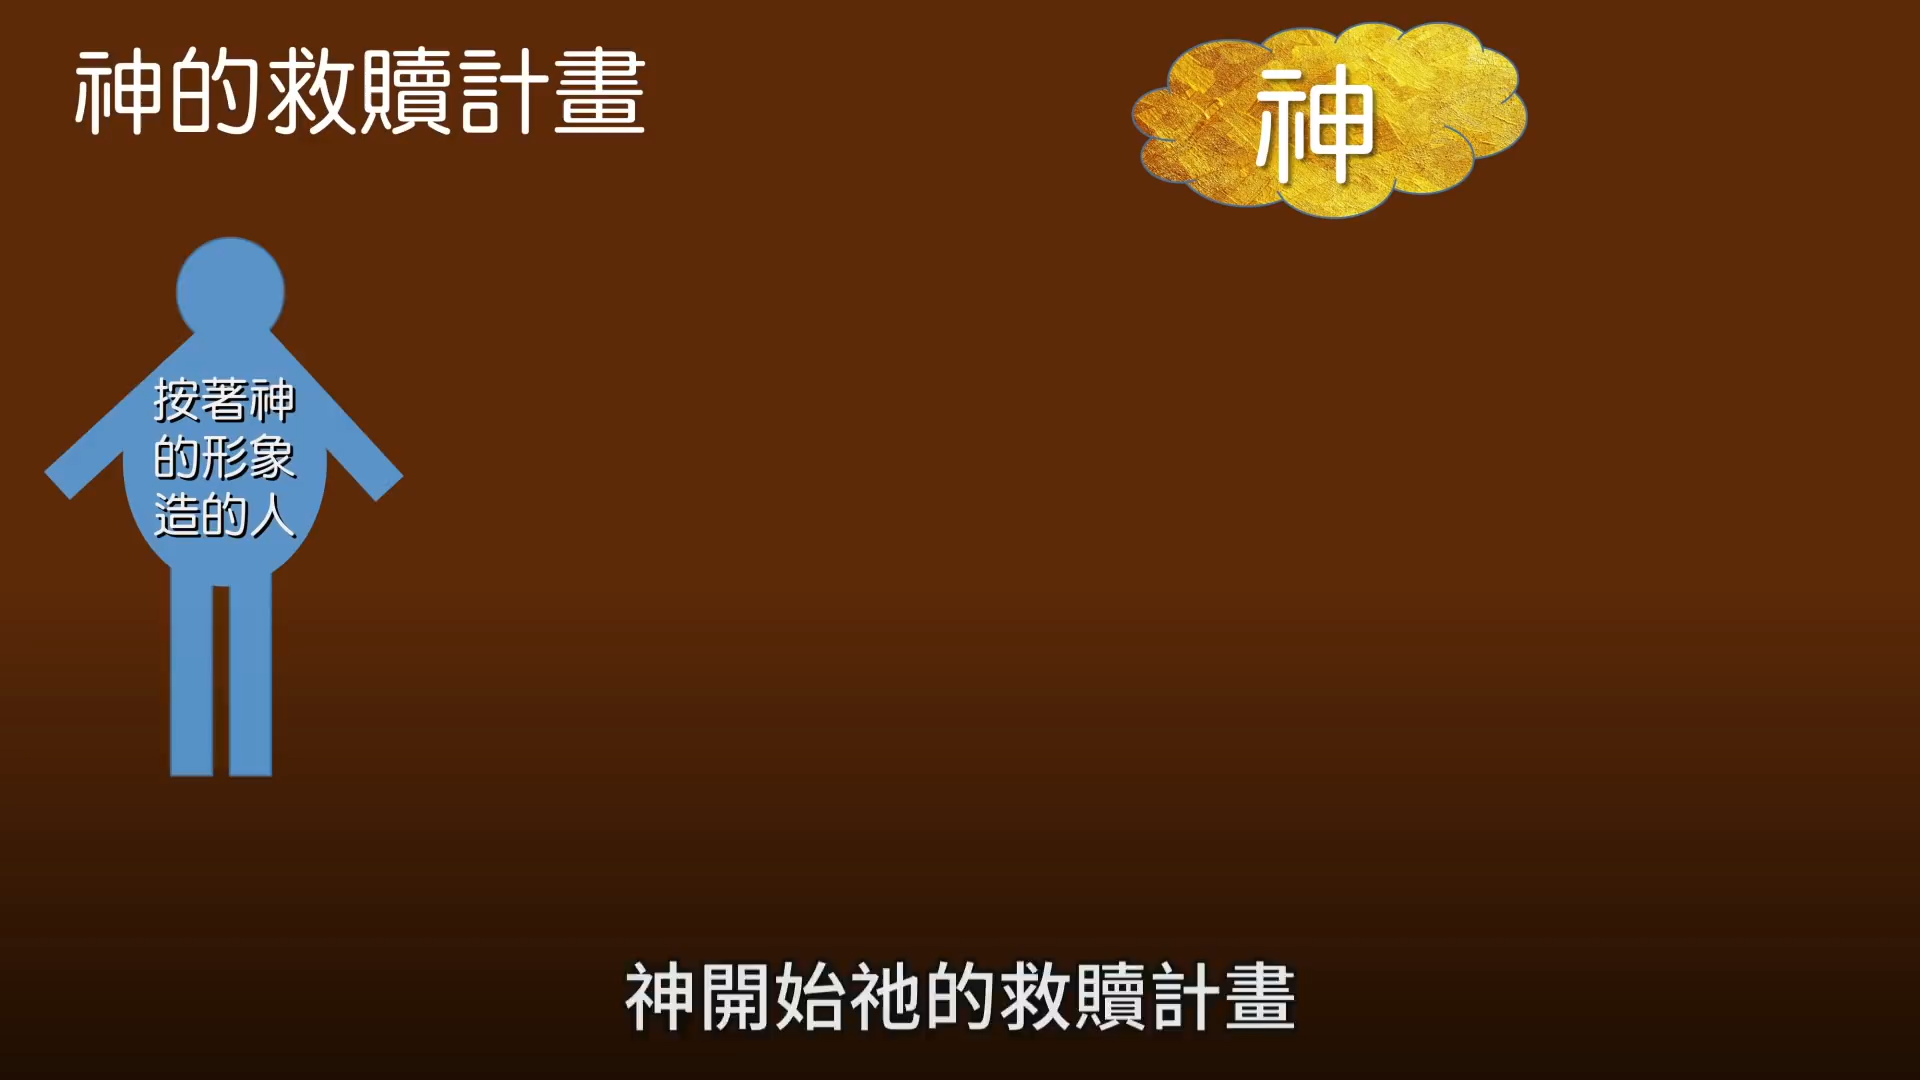 神的救贖計畫
神
按著神
的形象
造的人
神開始祂的救贖計畫